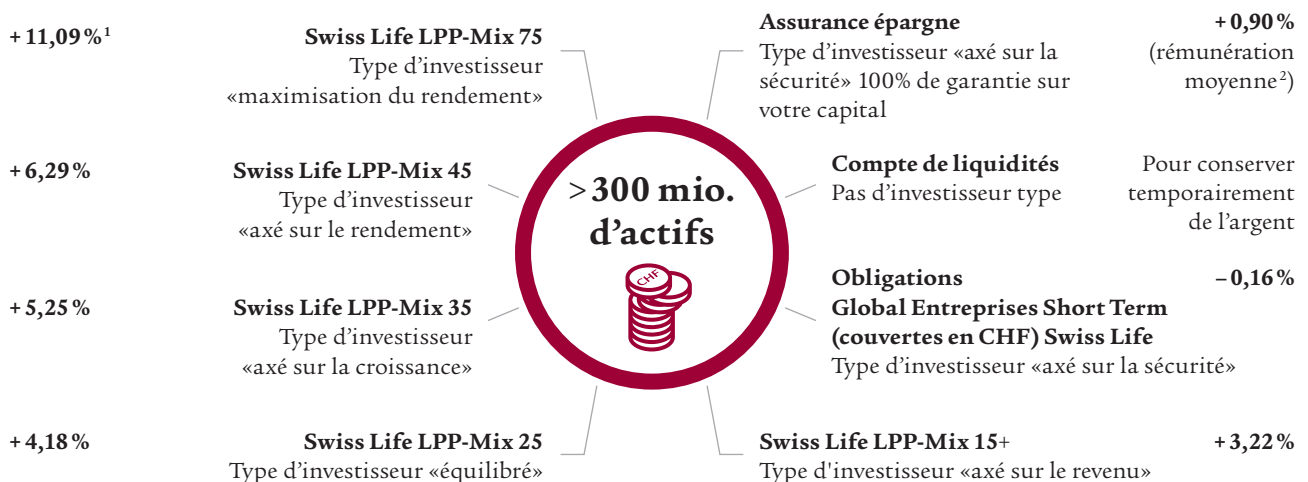 + 11,09 %¹
Swiss Life LPP-Mix 75
Type d’investisseur
«maximisation du rendement»
+ 6,29 %
Swiss Life LPP-Mix 45
Type d’investisseur
«axé sur le rendement»
+ 5,25 %
Swiss Life LPP-Mix 35
Type d’investisseur
«axé sur la croissance»
+ 4,18 %
Swiss Life LPP-Mix 25
Type d’investisseur «équilibré»
> 300 mio.
d’actifs
CHF
Assurance épargne
+ 0,90 %
Type d’investisseur «axé sur la
sécurité» 100% de garantie sur
votre capital
(rémunération
moyenne²)
Compte de liquidités
Pas d’investisseur type
Pour conserver
temporairement
de l’argent
Obligations
– 0,16 %
Global Entreprises Short Term
(couvertes en CHF) Swiss Life
Type d’investisseur «axé sur la sécurité»
Swiss Life LPP-Mix 15+
+ 3,22 %
Type d'investisseur «axé sur le revenu»